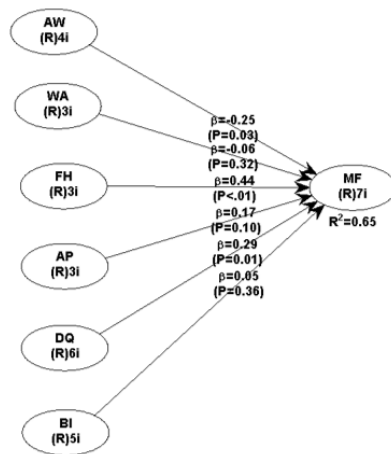 AW
(R)4i
WA
(R)3i
FH
(R)3i
AP
(R)3i
DQ
(R)6i
BI
(R)5i
β=-0.25
(P=0.03)
β=-0.06
(P=0.32)
β=0.44
(P<.01)
β=0.17
(P=0.10)
β=0.29
(P=0.01)
β=0.05
(P=0.36)
MF
(R)7i
R²=0.65